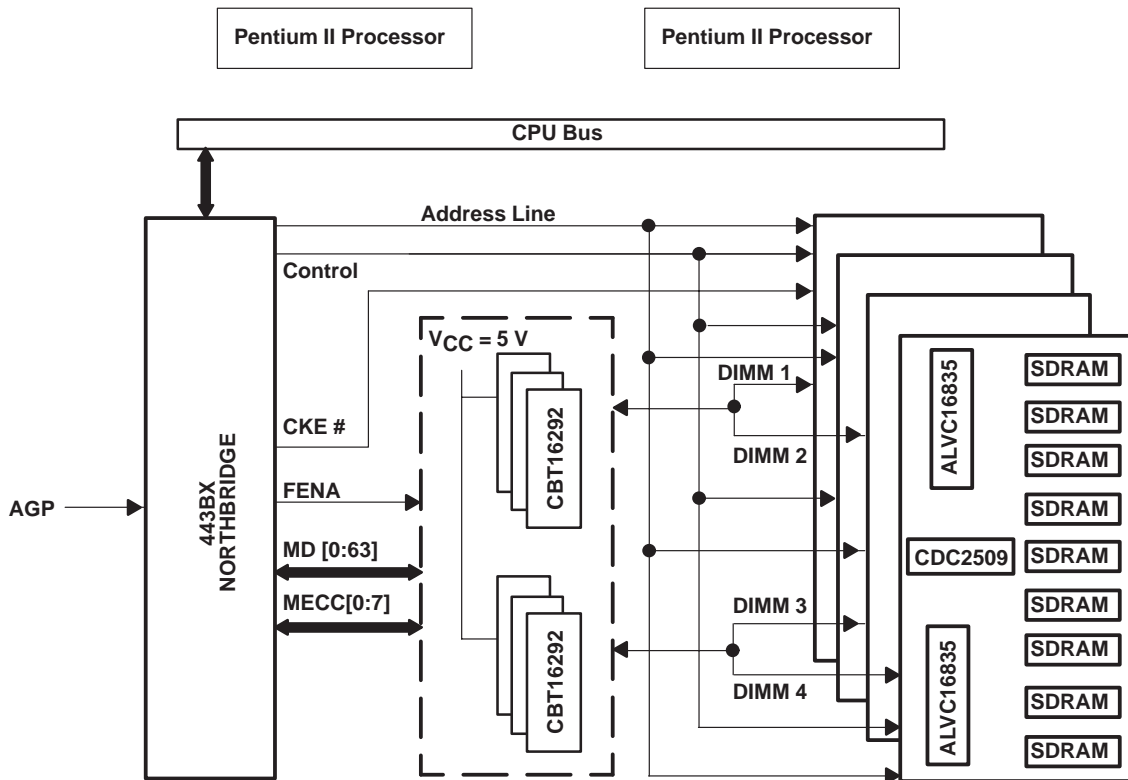 Pentium II Processor
Pentium II Processor
CPU Bus
Address Line
Control
VCC = 5 V
CBT16292
CKE #
FENA
AGP
443BX
NORTHBRIDGE
MD [0:63]
MECC[0:7]
CBT16292
DIMM 1
DIMM 2
DIMM 3
DIMM 4
ALVC16835
CDC2509
ALVC16835
SDRAM
SDRAM
SDRAM
SDRAM
SDRAM
SDRAM
SDRAM
SDRAM
SDRAM